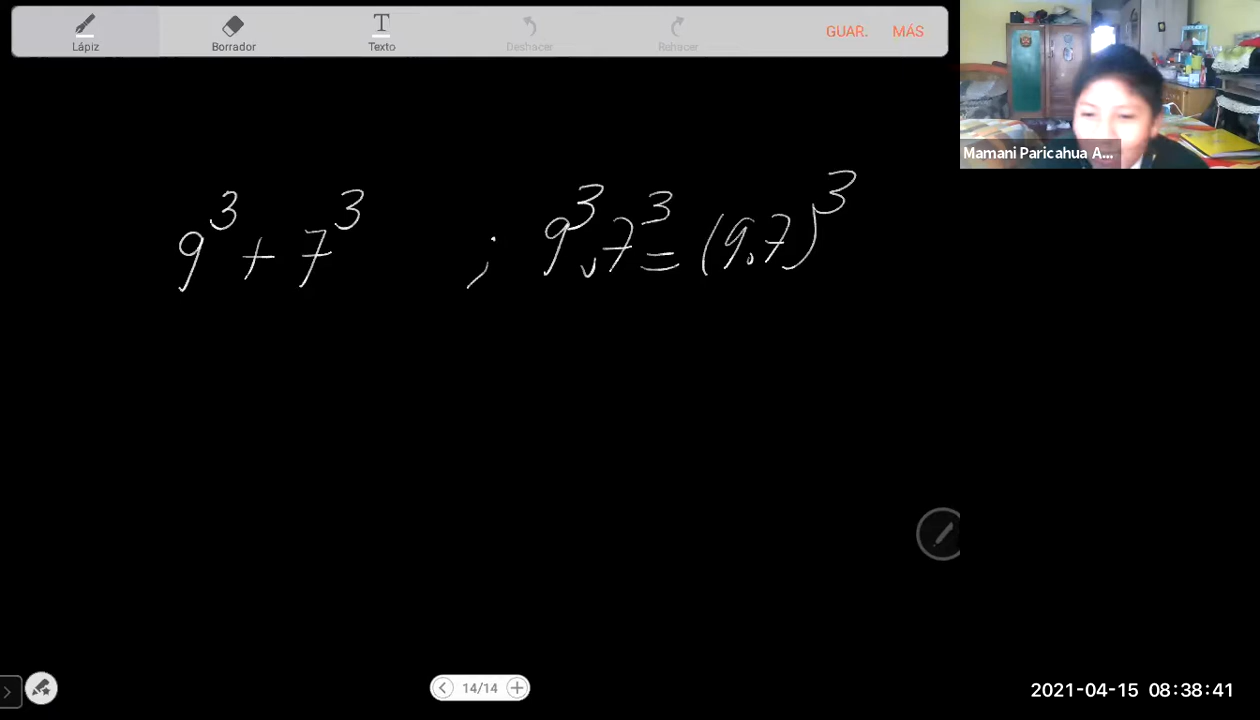 Lápiz Borrador Texto Deshacer Rehacer GUAR. MÁS
Mamani Paricahua A...
9³ + 7³ ; 9³.7³ = (9.7)³
14/14
2021-04-15 08:38:41